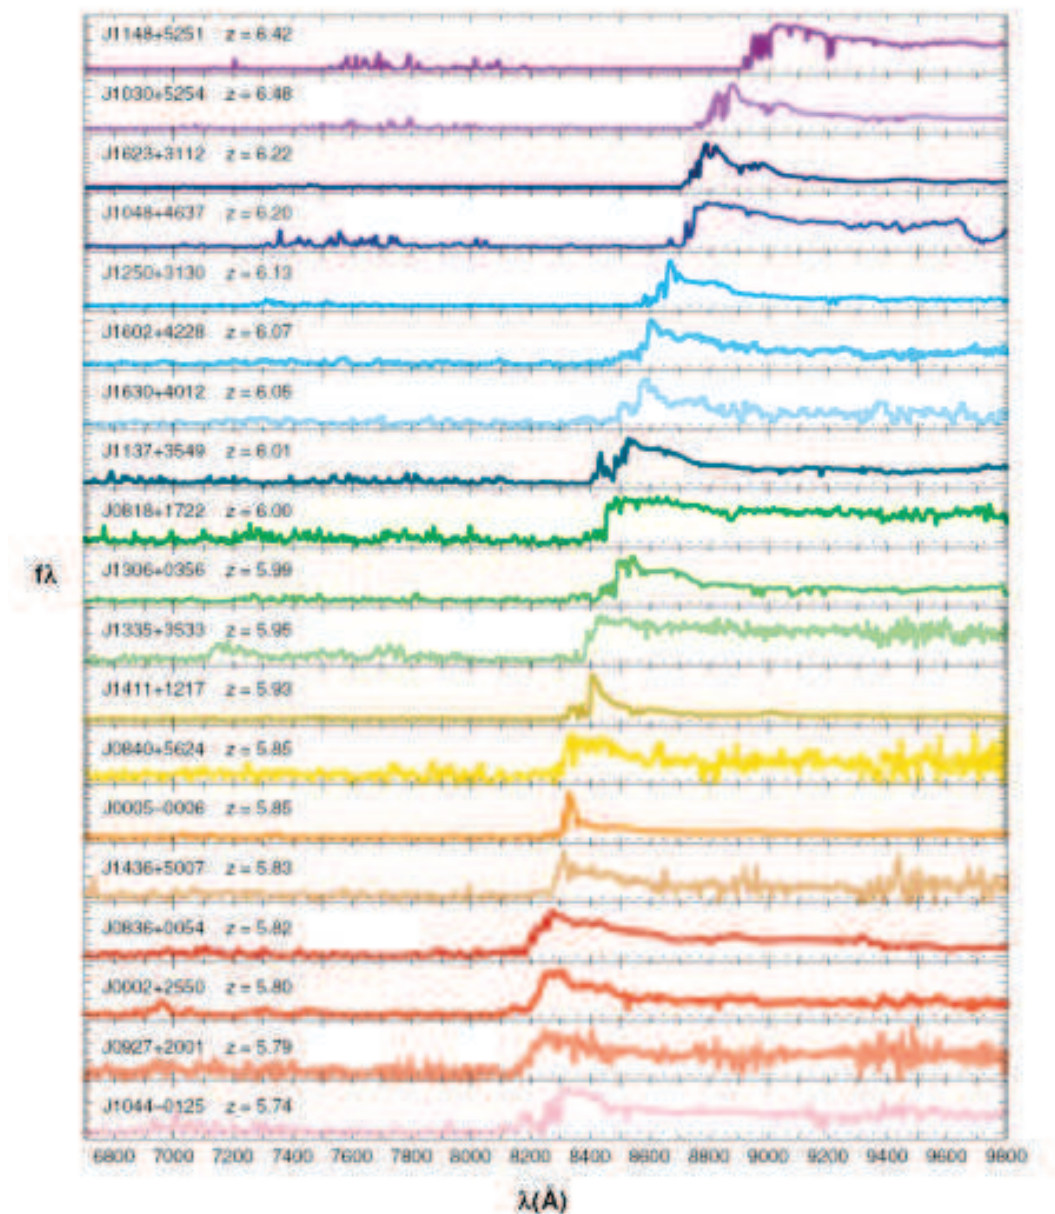 J1148+5251 z = 6.42
J1030+5254 z = 6.48
J1623+3112 z = 6.22
J1048+4637 z = 6.20
J1250+3130 z = 6.13
J1602+4228 z = 6.07
J1630+4012 z = 6.05
J1137+3549 z = 6.01
J0818+1722 z = 6.00
J1306+0356 z = 5.99
J1335+3533 z = 5.95
J1411+1217 z = 5.93
J0840+5624 z = 5.85
J0005-0006 z = 5.85
J1436+5007 z = 5.83
J0836+0054 z = 5.82
J0002+2550 z = 5.80
J0927+2001 z = 5.79
J1044-0125 z = 5.74
fλ
6800 7000 7200 7400 7600 7800 8000 8200 8400 8600 8800 9000 9200 9400 9600 9800
λ(Å)